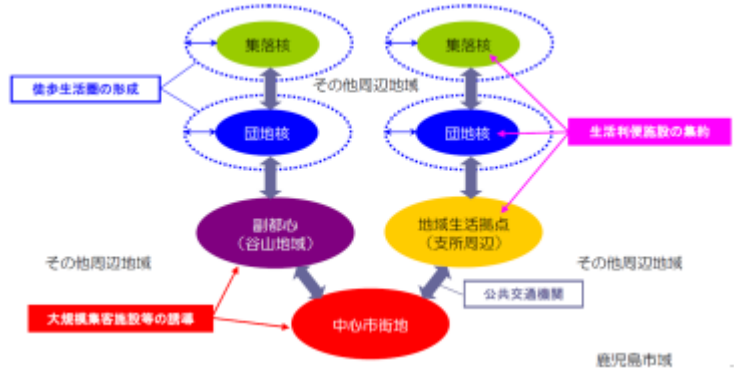 集落核
集落核
その他周辺地域
徒歩生活圏の形成
団地核
団地核
生活利便施設の集約
副都心
（谷山地域）
地域生活拠点
（支所周辺）
その他周辺地域
その他周辺地域
公共交通機関
大規模集客施設等の誘導
中心市街地
鹿児島市域